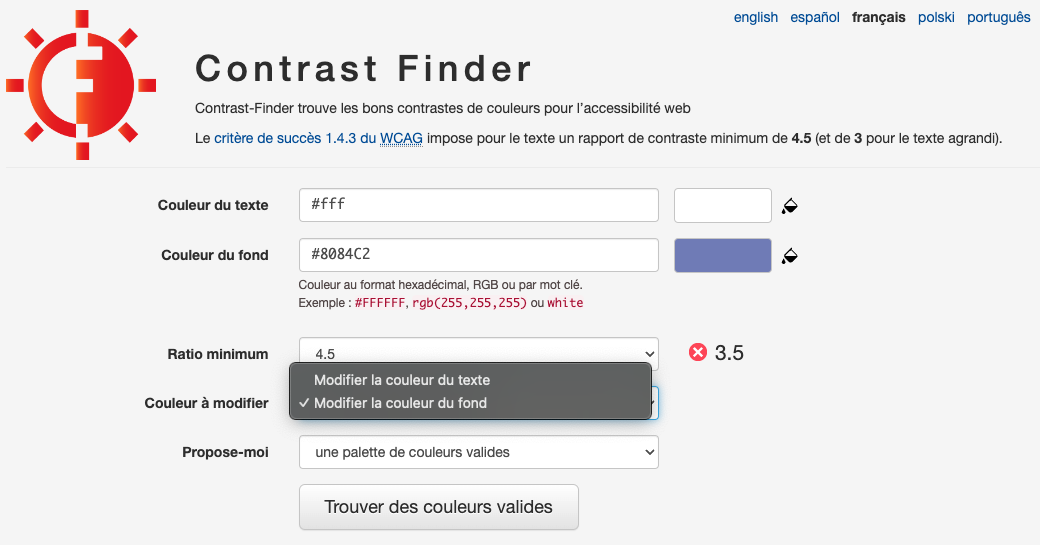 english español français polski português
Contrast Finder
Contrast-Finder trouve les bons contrastes de couleurs pour l'accessibilité web
Le critère de succès 1.4.3 du WCAG impose pour le texte un rapport de contraste minimum de 4.5 (et de 3 pour le texte agrandi).
Couleur du texte #fff
Couleur du fond #8084C2
Couleur au format hexadécimal, RGB ou par mot clé.
Exemple : #FFFFFF, rgb(255,255,255) ou white
Ratio minimum 4.5 3.5
Modifier la couleur du texte
Couleur à modifier ✓ Modifier la couleur du fond
Propose-moi une palette de couleurs valides
Trouver des couleurs valides